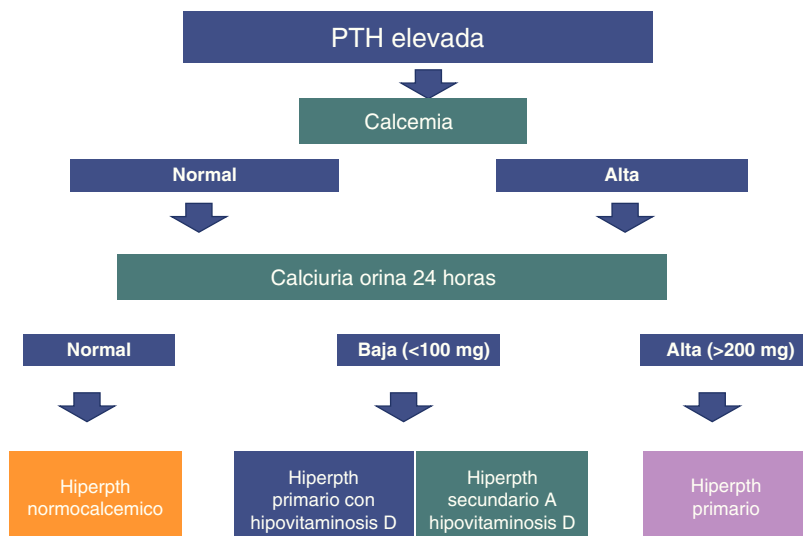 PTH elevada
Calcemia
Normal
Alta
Calciuria orina 24 horas
Normal
Baja (<100 mg)
Alta (>200 mg)
Hiperpth
normocalcemico
Hiperpth
primario con
hipovitaminosis D
Hiperpth
secundario A
hipovitaminosis D
Hiperpth
primario